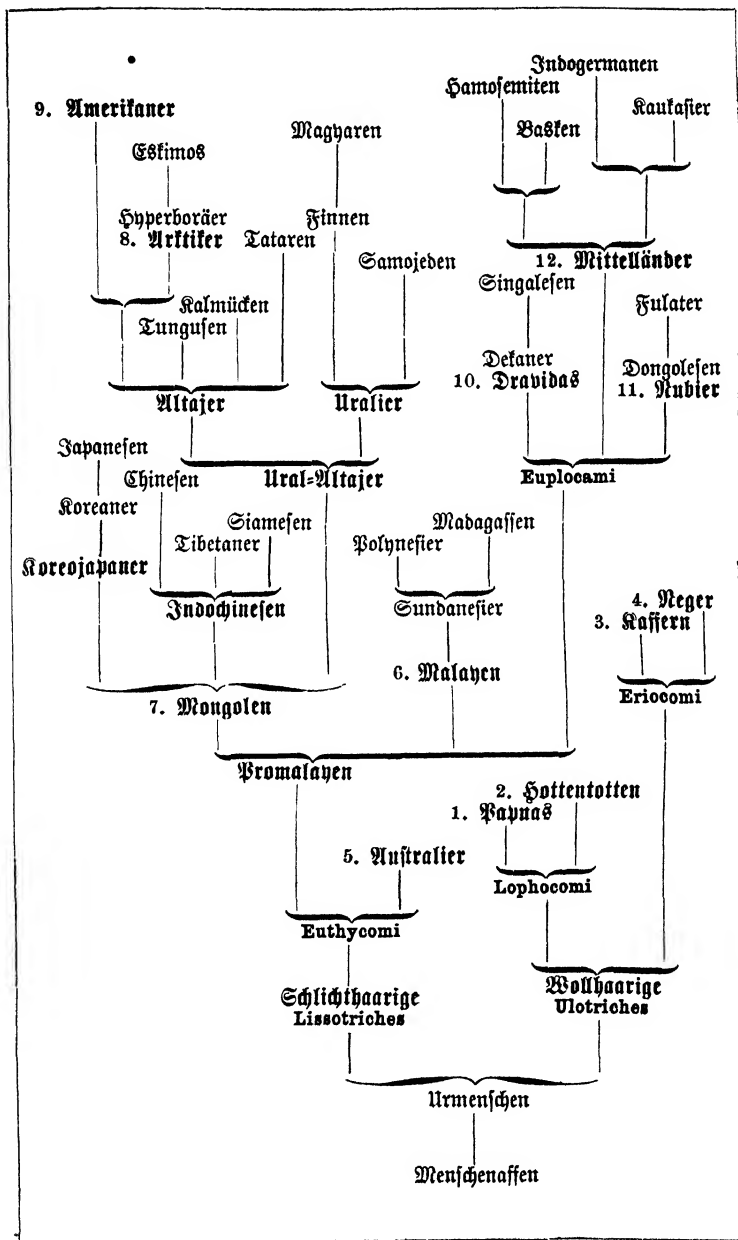 Indogermanen
Hamosemiten
9. Amerikaner
Kaukasier
Magyaren
Basken
Eskimos
Hyperboräer
Finnen
8. Arktiker
Tataren
12. Mittelländer
Samojeden
Singalesen
Kalmücken
Fulater
Tungusen
Dekaner
Dongolesen
10. Dravidas
11. Nubier
Altajer
Uralier
Japanesen
Chinesen
Ural-Altajer
Euplocami
Koreaner
Siamesen
Madagassen
Tibetaner
Polynesier
Koreojapaner
4. Neger
Indochinesen
Sundanesier
3. Kaffern
6. Malayen
Eriocomi
7. Mongolen
Promalayen
2. Hottentotten
1. Papuas
5. Australier
Lophocomi
Euthycomi
Schlichthaarige
Wollhaarige
Lissotriches
Ulotriches
Urmenschen
Menschenaffen